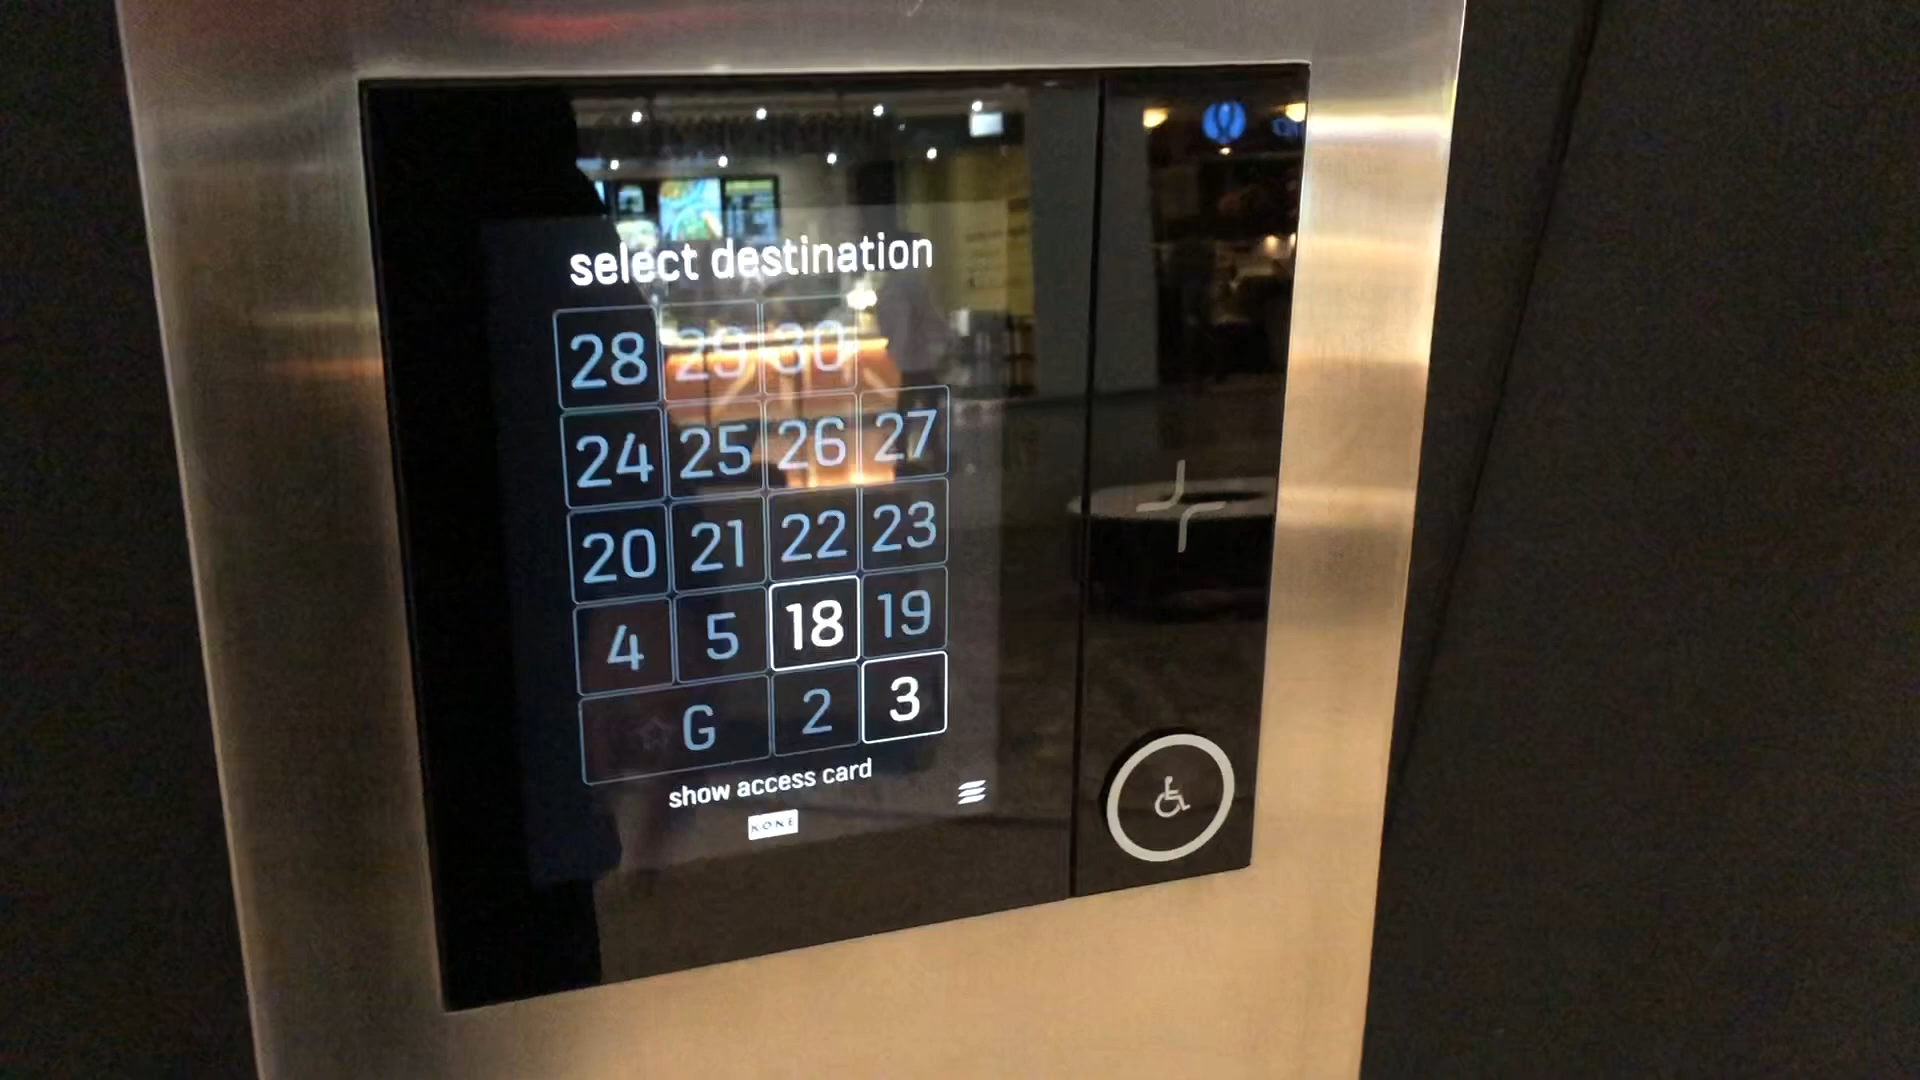 select destination
28 29 30
24 25 26 27
20 21 22 23
4 5 18 19
G 2 3
show access card
KONE